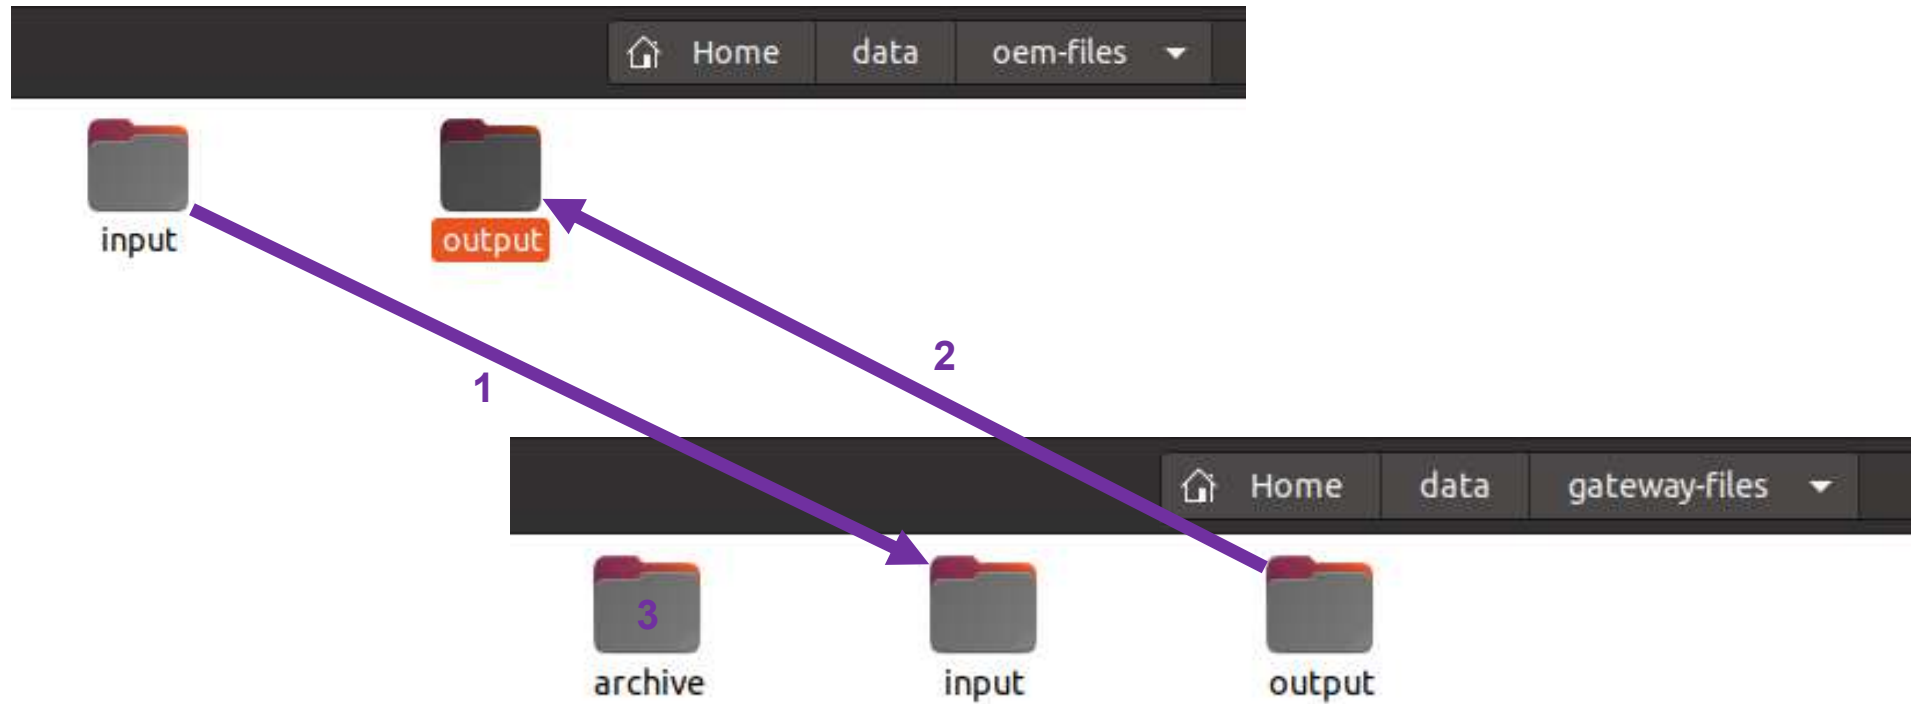 Home data oem-files
input output
1
2
Home data gateway-files
3
archive input output